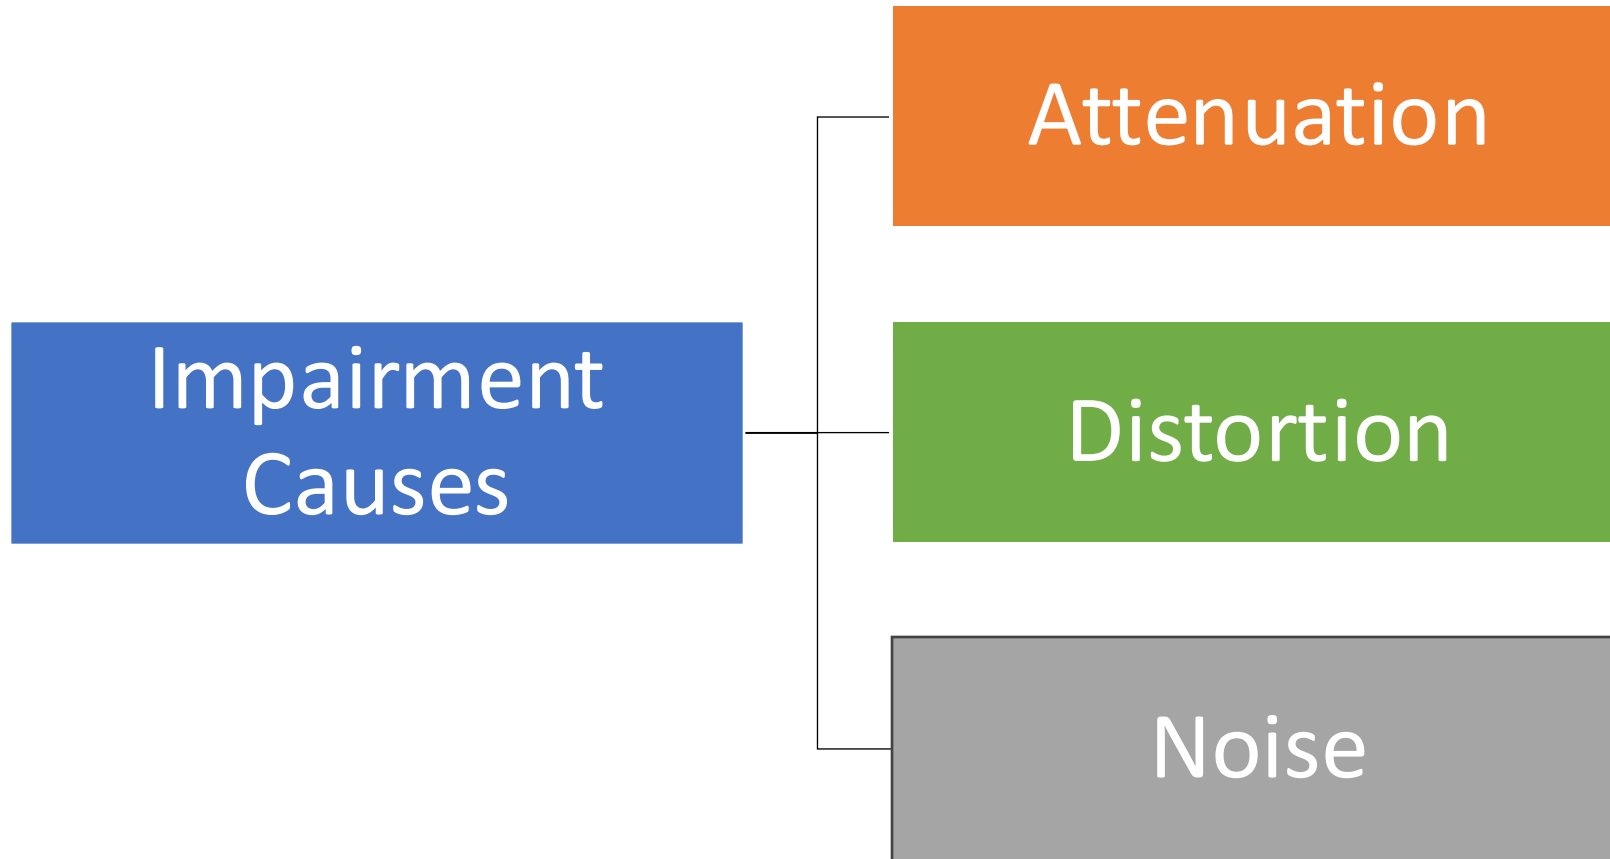 Attenuation
Impairment
Causes
Distortion
Noise